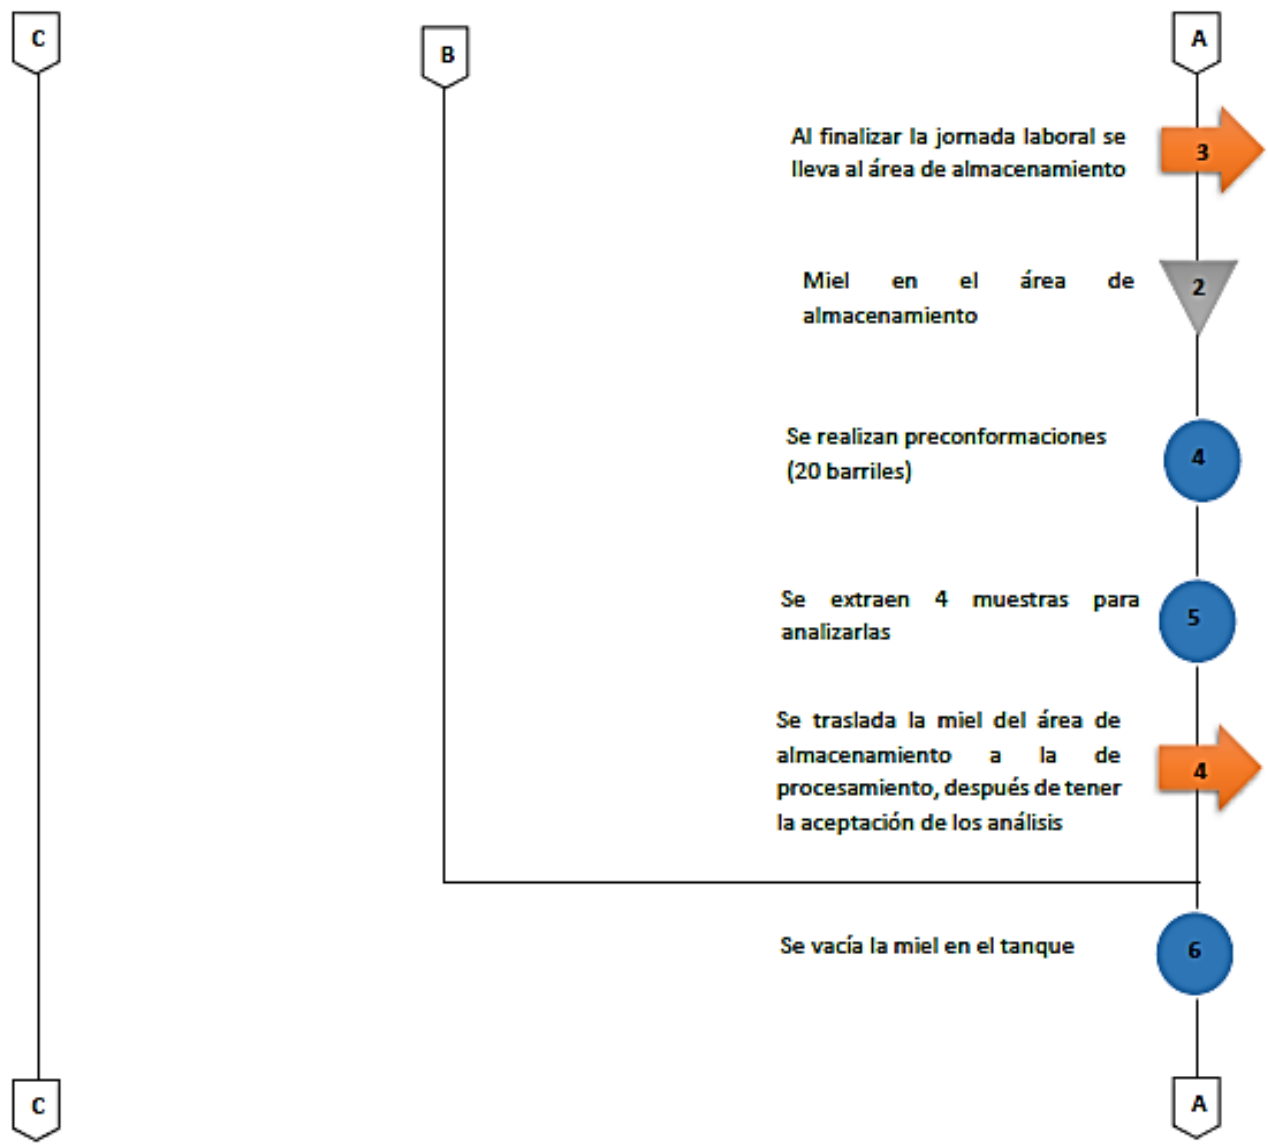 C
B
A
Al finalizar la jornada laboral se
lleva al área de almacenamiento
3
Miel en el área de
almacenamiento
2
Se realizan preconformaciones
(20 barriles)
4
Se extraen 4 muestras para
analizarlas
5
Se traslada la miel del área de
almacenamiento a la de
procesamiento, después de tener
la aceptación de los análisis
4
Se vacía la miel en el tanque
6
C
A